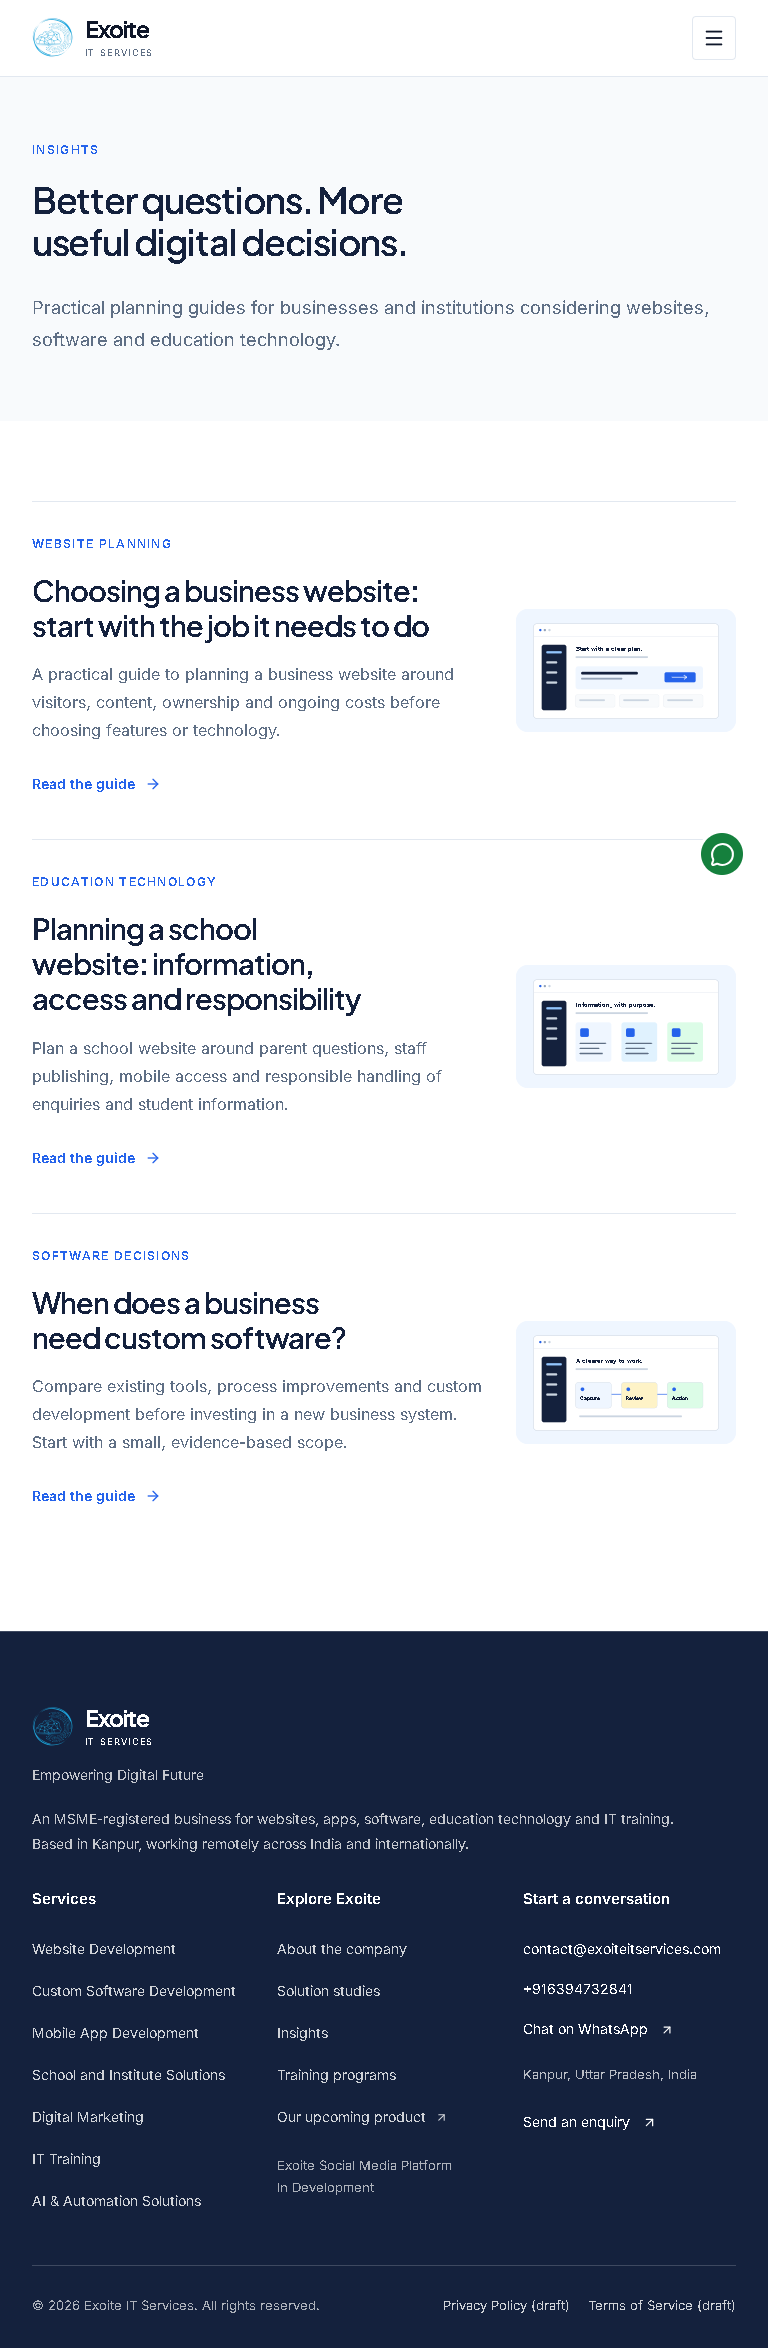 Exoite
IT SERVICES
INSIGHTS
Better questions. More
useful digital decisions.
Practical planning guides for businesses and institutions considering websites,
software and education technology.
WEBSITE PLANNING
Choosing a business website:
start with the job it needs to do
A practical guide to planning a business website around
visitors, content, ownership and ongoing costs before
choosing features or technology.
Read the guide
Start with a clear plan.
EDUCATION TECHNOLOGY
Planning a school
website: information,
access and responsibility
Plan a school website around parent questions, staff
publishing, mobile access and responsible handling of
enquiries and student information.
Read the guide
Information, with purpose.
SOFTWARE DECISIONS
When does a business
need custom software?
Compare existing tools, process improvements and custom
development before investing in a new business system.
Start with a small, evidence-based scope.
Read the guide
A clearer way to work.
Capture
Review
Action
Exoite
IT SERVICES
Empowering Digital Future
An MSME-registered business for websites, apps, software, education technology and IT training.
Based in Kanpur, working remotely across India and internationally.
Services
Website Development
Custom Software Development
Mobile App Development
School and Institute Solutions
Digital Marketing
IT Training
AI & Automation Solutions
Explore Exoite
About the company
Solution studies
Insights
Training programs
Our upcoming product
Exoite Social Media Platform
In Development
Start a conversation
contact@exoiteitservices.com
+916394732841
Chat on WhatsApp
Kanpur, Uttar Pradesh, India
Send an enquiry
© 2026 Exoite IT Services. All rights reserved.
Privacy Policy (draft)
Terms of Service (draft)